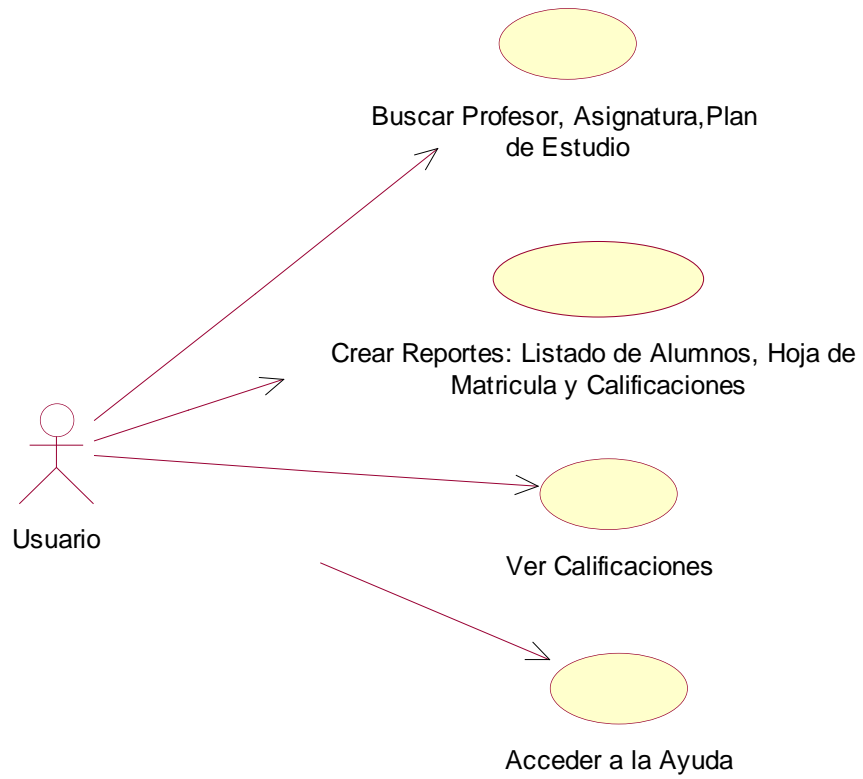 Buscar Profesor, Asignatura,Plan
de Estudio
Crear Reportes: Listado de Alumnos, Hoja de
Matricula y Calificaciones
Usuario
Ver Calificaciones
Acceder a la Ayuda